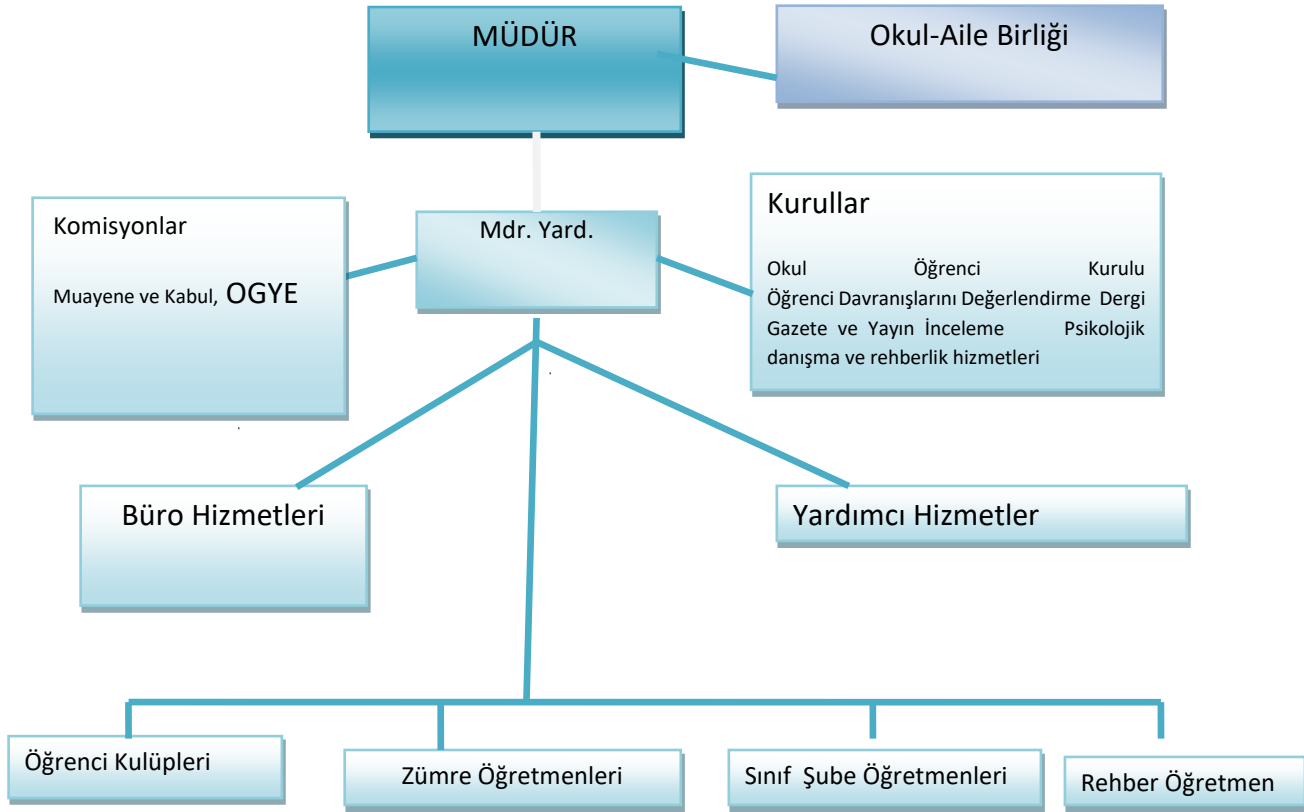 MÜDÜR
Okul-Aile Birliği
Komisyonlar
Muayene ve Kabul, OGYE
Mdr. Yard.
Kurullar
Okul Öğrenci Kurulu
Öğrenci Davranışlarını Değerlendirme Dergi
Gazete ve Yayın İnceleme Psikolojik
danışma ve rehberlik hizmetleri
Büro Hizmetleri
Yardımcı Hizmetler
Öğrenci Kulüpleri
Zümre Öğretmenleri
Sınıf Şube Öğretmenleri
Rehber Öğretmen